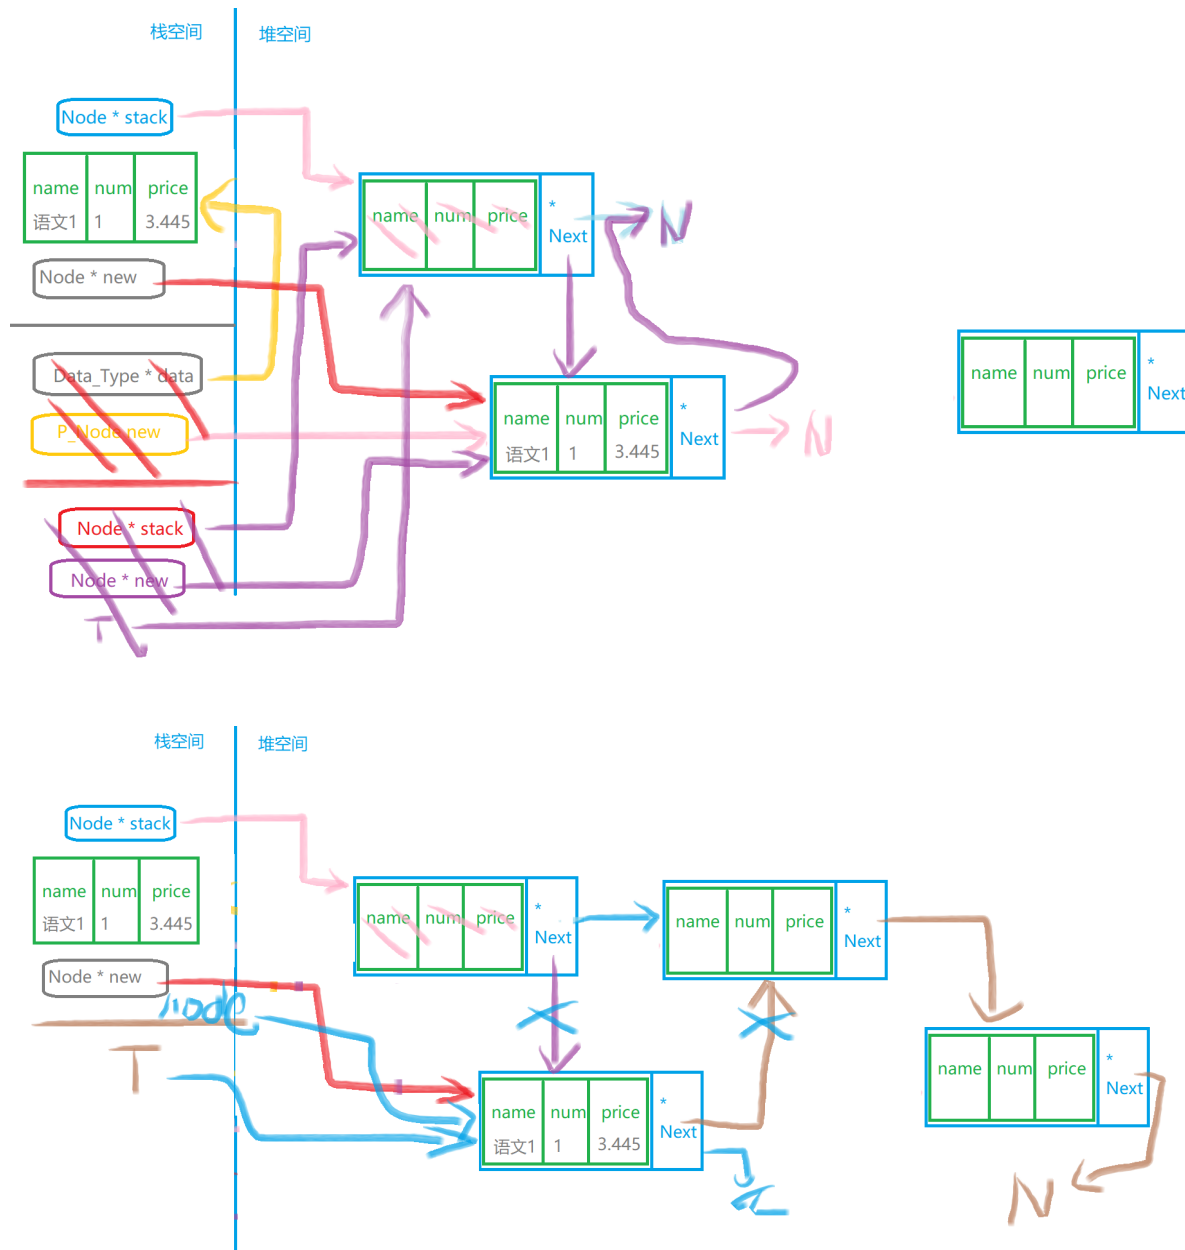 栈空间 堆空间
Node * stack
name num price
语文1 1 3.445
name num price * Next
N
Node * new
Data_Type * data
P_Node new
name num price * Next
语文1 1 3.445
N
name num price * Next
Node * stack
Node * new
T
栈空间 堆空间
Node * stack
name num price
语文1 1 3.445
name num price * Next
name num price * Next
Node * new
node
T
name num price * Next
语文1 1 3.445
name num price * Next
N